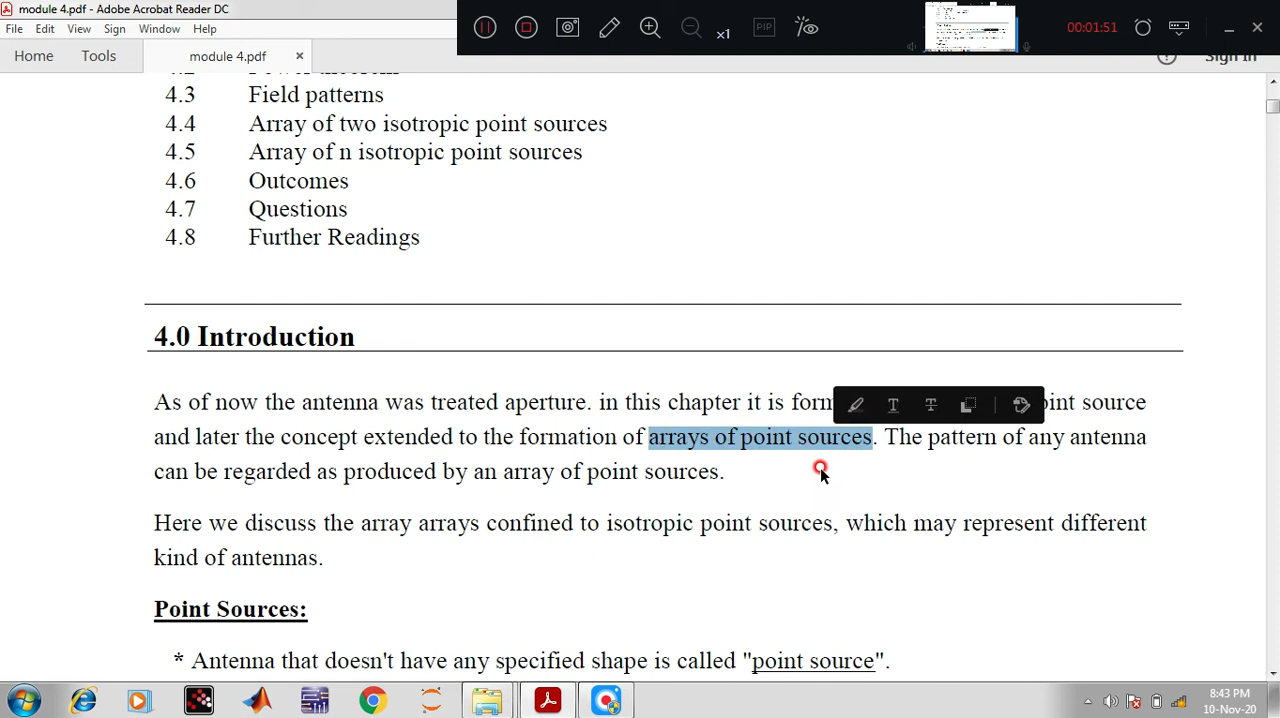 module 4.pdf - Adobe Acrobat Reader DC
File Edit View Sign Window Help
x1
PIP
00:01:51
Home Tools module 4.pdf
Sign In
4.3 Field patterns
4.4 Array of two isotropic point sources
4.5 Array of n isotropic point sources
4.6 Outcomes
4.7 Questions
4.8 Further Readings
4.0 Introduction
As of now the antenna was treated aperture. in this chapter it is point source
and later the concept extended to the formation of arrays of point sources. The pattern of any antenna
can be regarded as produced by an array of point sources.
Here we discuss the array arrays confined to isotropic point sources, which may represent different
kind of antennas.
Point Sources:
* Antenna that doesn't have any specified shape is called "point source".
8:43 PM
10-Nov-20